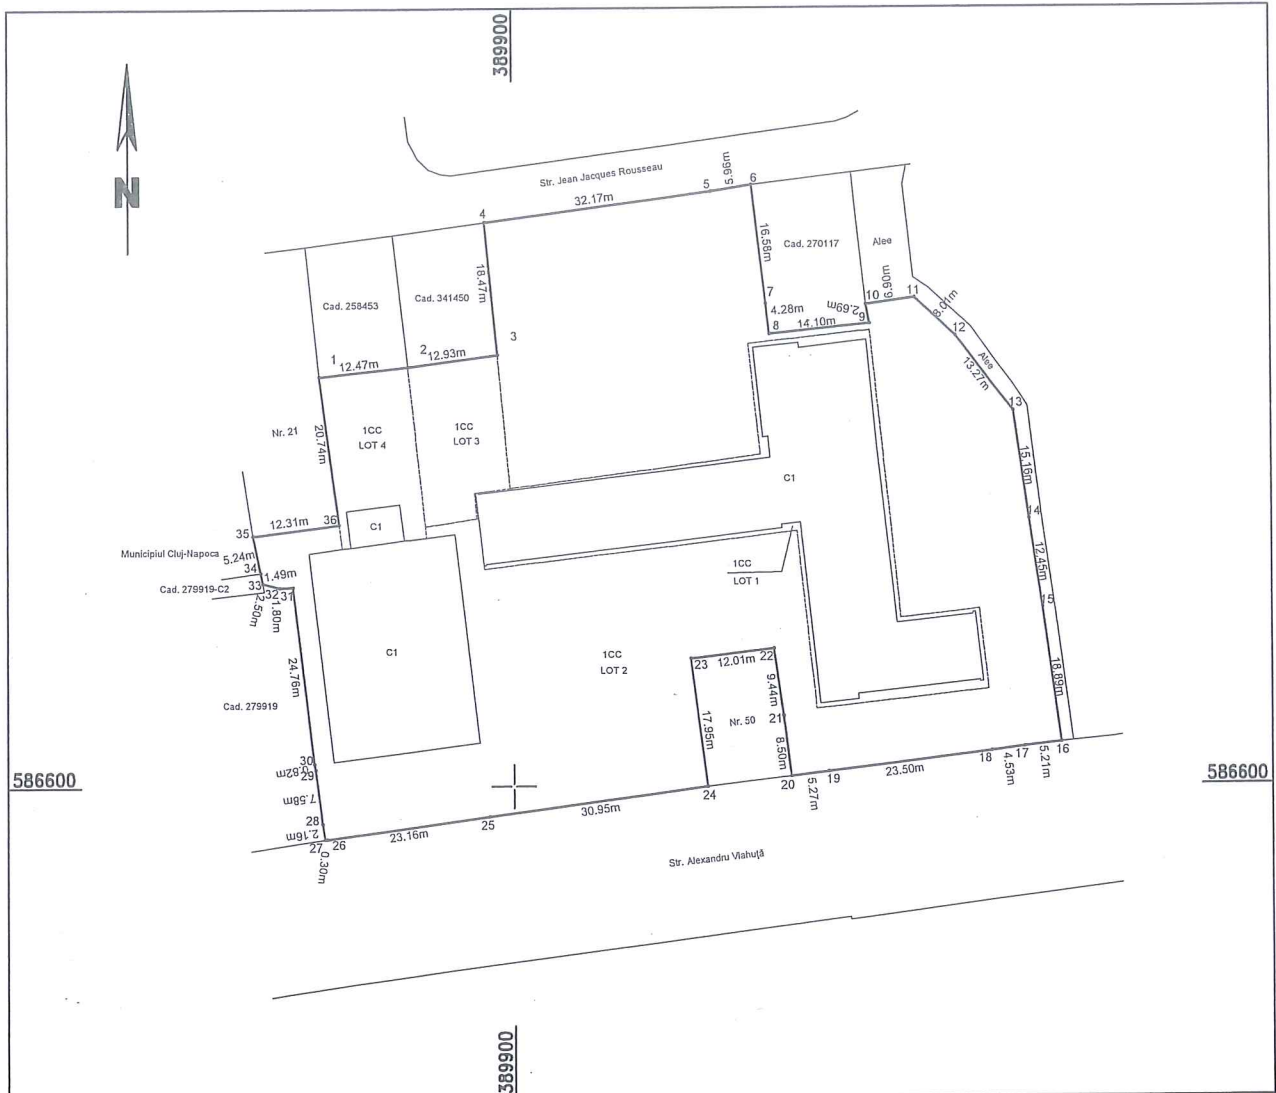 389900
N
Str. Jean Jacques Rousseau
5
5.96m
6
32.17m
4
16.58m
Cad. 270117
Alee
18.47m
Cad. 258453
Cad. 341450
7
4.28m
2.69m
10
6.90m
11
8.01m
8
14.10m
9
12
Alee
3
1
12.47m
2
12.93m
13.27m
13
Nr. 21
20.74m
1CC
LOT 4
1CC
LOT 3
15.16m
C1
14
35
12.31m
36
C1
Municipiul Cluj-Napoca
5.24m
34
1.49m
12.45m
1CC
LOT 1
Cad. 279919-C2
33
32
31
2.50m
1.80m
15
C1
1CC
LOT 2
23
12.01m
22
24.76m
9.44m
18.89m
Cad. 279919
17.95m
Nr. 50
21
8.50m
30
0.82m
29
18
17
16
4.53m
5.21m
586600
586600
7.58m
24
20
19
23.50m
5.27m
28
2.16m
25
30.95m
23.16m
27
26
0.30m
Str. Alexandru Vlahuţă
389900